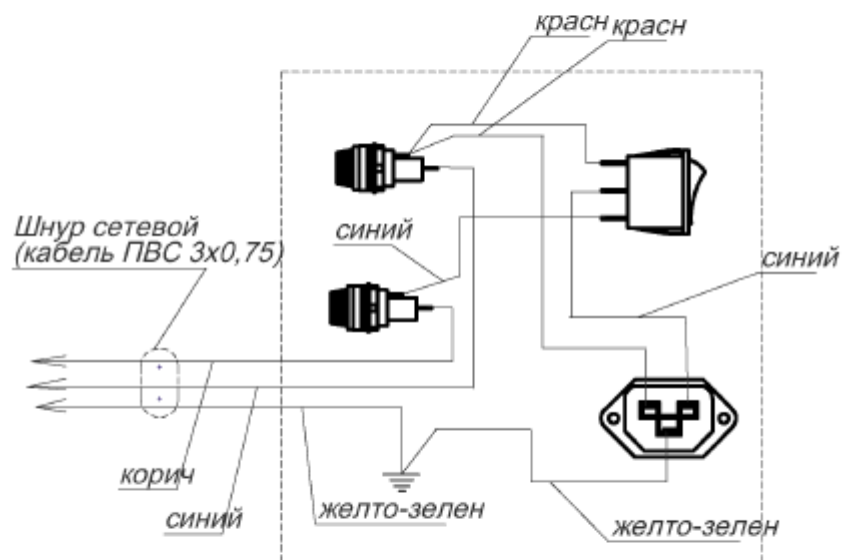 красн красн
Шнур сетевой
(кабель ПВС 3х0,75)
синий
синий
корич
синий
желто-зелен
желто-зелен